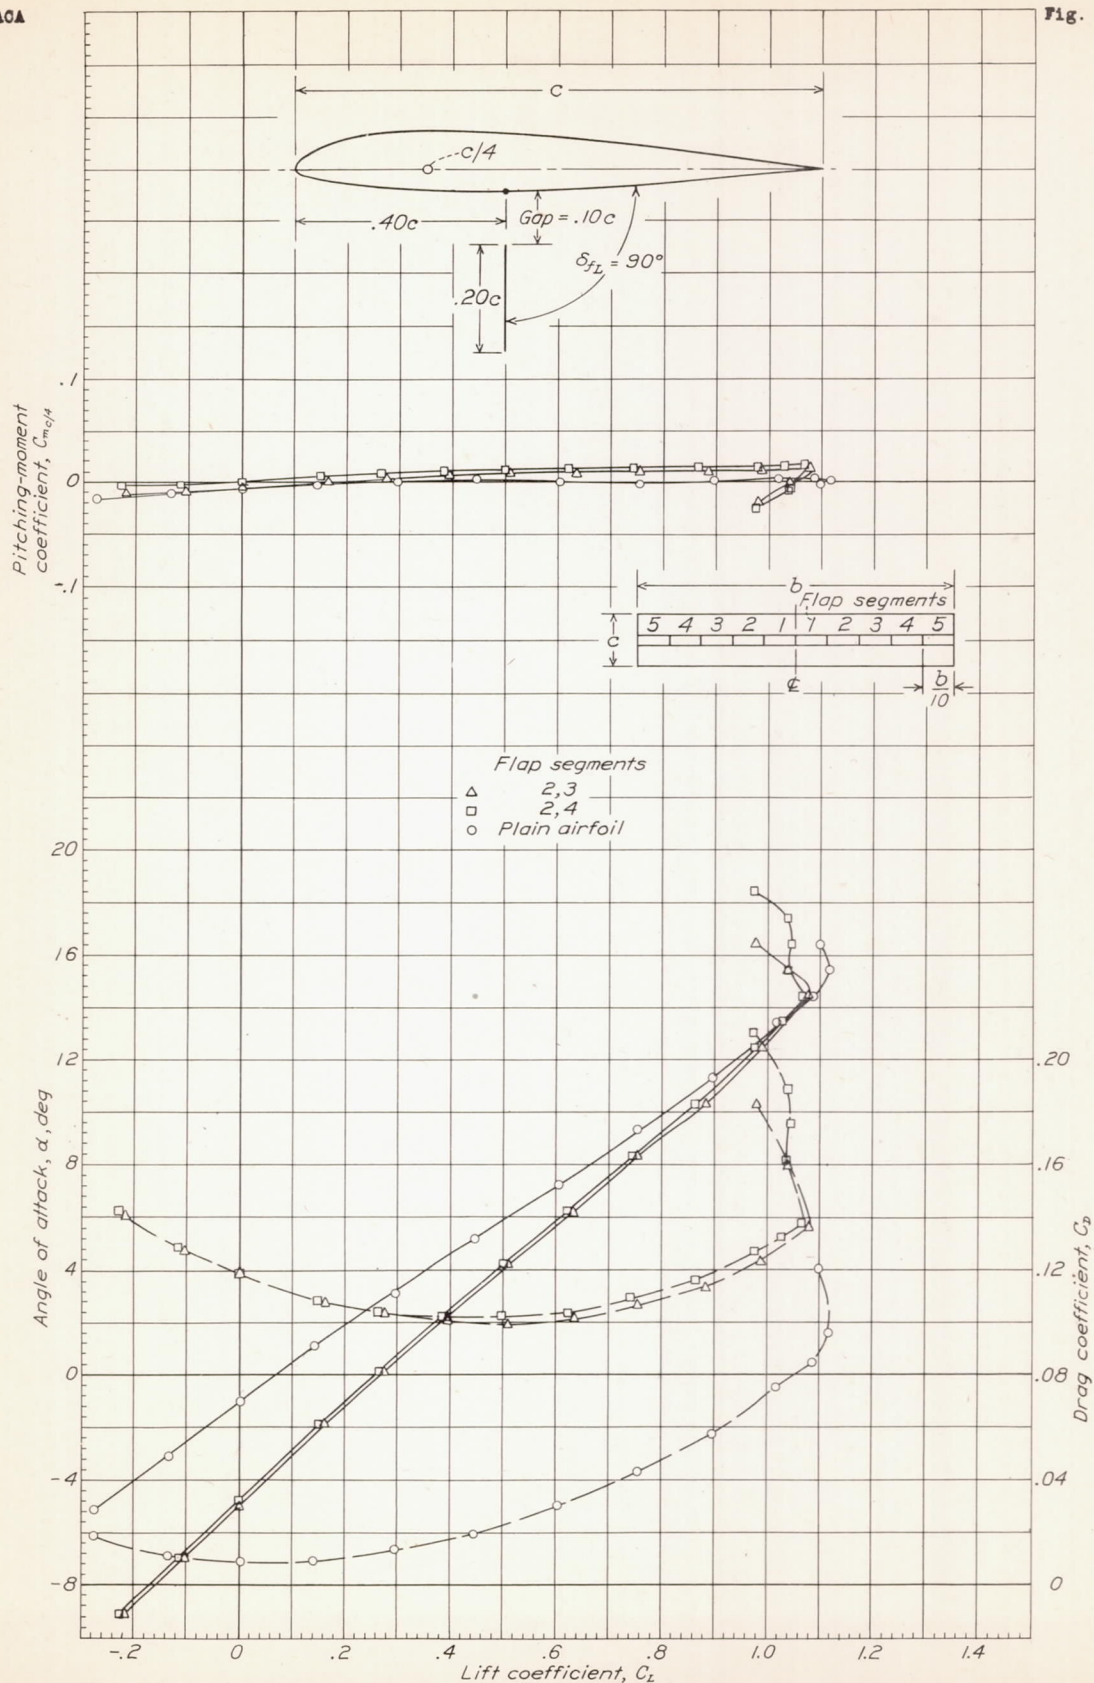 ACA
Fig.
c
c/4
.40c
Gap = .10c
δfL = 90°
.20c
.1
0
-.1
Pitching-moment
coefficient, Cmc/4
b
Flap segments
5 4 3 2 1 1 2 3 4 5
c
℄
b
10
Flap segments
△ 2,3
□ 2,4
○ Plain airfoil
20
16
12
8
4
0
-4
-8
Angle of attack, α, deg
.20
.16
.12
.08
.04
0
Drag coefficient, CD
-.2 0 .2 .4 .6 .8 1.0 1.2 1.4
Lift coefficient, CL